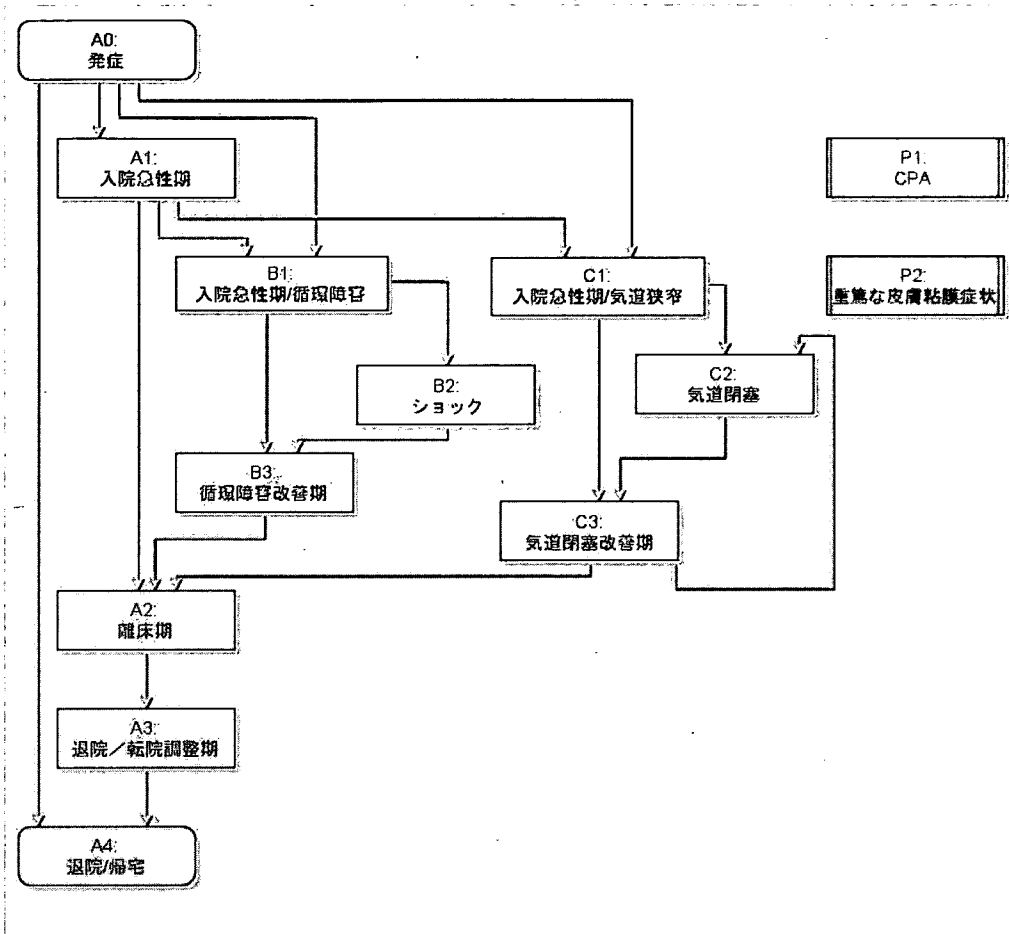 A0:
発症
A1:
入院急性期
P1:
CPA
B1:
入院急性期/循環障害
C1:
入院急性期/気道狭窄
P2:
重篤な皮膚粘膜症状
B2:
ショック
C2:
気道閉塞
B3:
循環障害改善期
C3:
気道閉塞改善期
A2:
離床期
A3:
退院/転院調整期
A4:
退院/帰宅